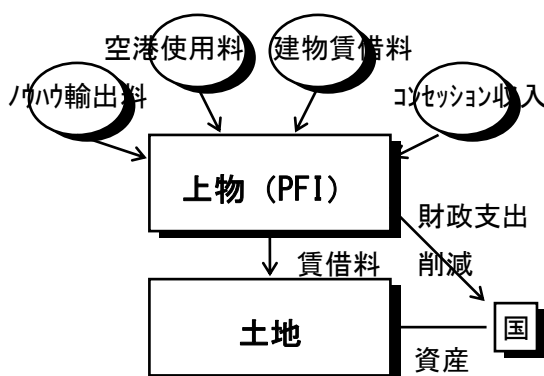 空港使用料
建物賃借料
ノウハウ輸出料
コンセッション収入
上物（PFI）
財政支出
削減
賃借料
土地
国
資産